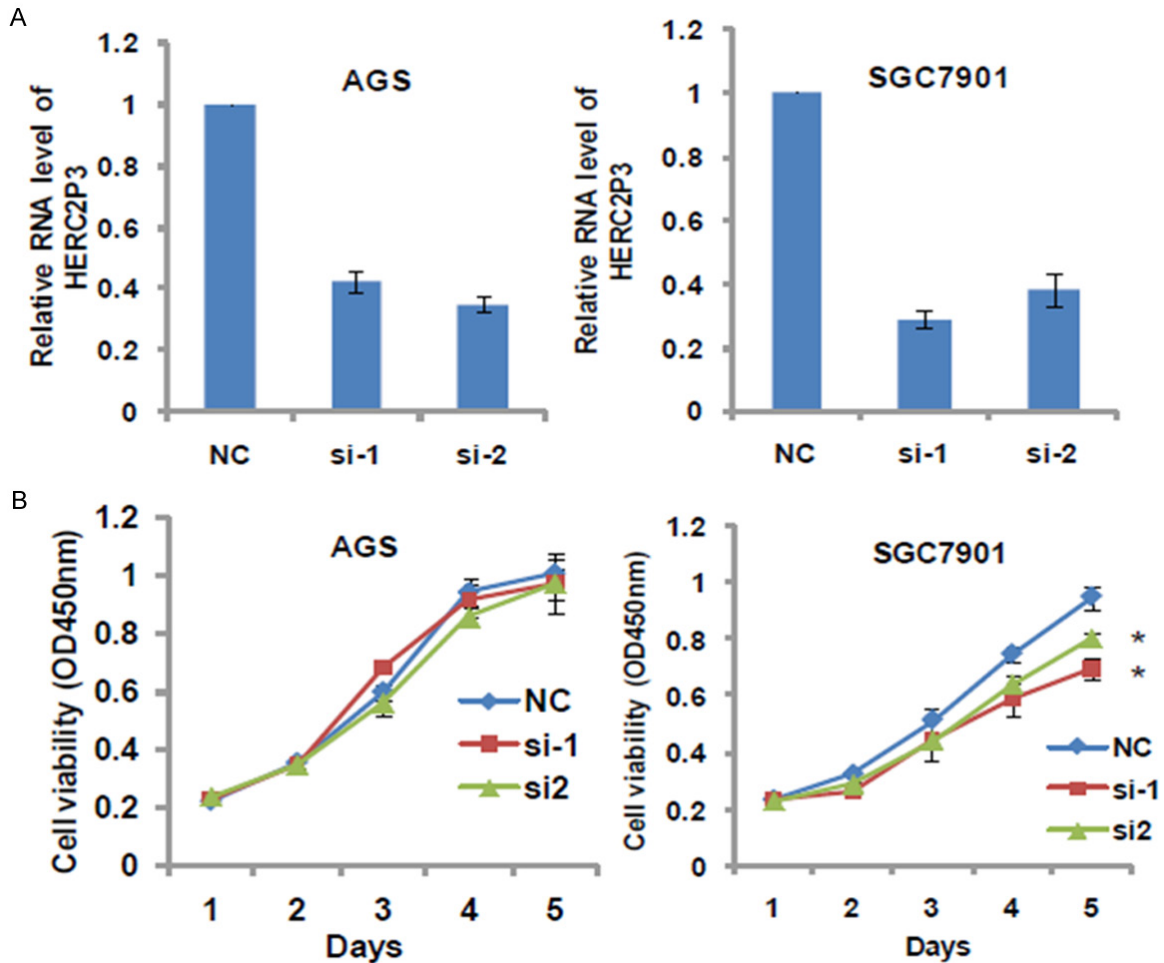 A
AGS
Relative RNA level of
HERC2P3
1.2
1
0.8
0.6
0.4
0.2
0
NC si-1 si-2
SGC7901
Relative RNA level of
HERC2P3
1.2
1
0.8
0.6
0.4
0.2
0
NC si-1 si-2
B
AGS
Cell viability (OD450nm)
1.2
1
0.8
0.6
0.4
0.2
0
NC
si-1
si2
1 2 3 4 5
Days
SGC7901
Cell viability (OD450nm)
1.2
1
0.8
0.6
0.4
0.2
0
*
*
NC
si-1
si2
1 2 3 4 5
Days